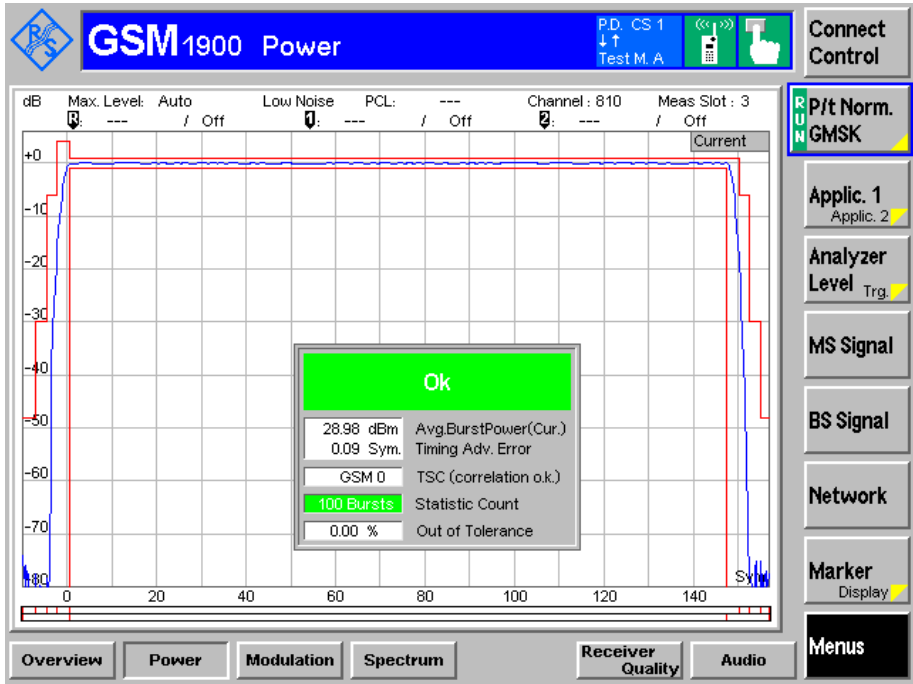 R&S
GSM 1900 Power
P.D. CS 1
Test M. A
Connect Control
dB Max. Level: Auto Low Noise PCL: --- Channel : 810 Meas Slot : 3
R: --- / Off 1: --- / Off 2: --- / Off
Current
+0
-10
-20
-30
-40
-50
-60
-70
-80
0 20 40 60 80 100 120 140
Sym
Ok
28.98 dBm Avg.BurstPower(Cur.)
0.09 Sym. Timing Adv. Error
GSM 0 TSC (correlation o.k.)
100 Bursts Statistic Count
0.00 % Out of Tolerance
RUN
P/t Norm.
GMSK
Applic. 1
Applic. 2
Analyzer
Level Trg.
MS Signal
BS Signal
Network
Marker
Display
Menus
Overview Power Modulation Spectrum Receiver Quality Audio